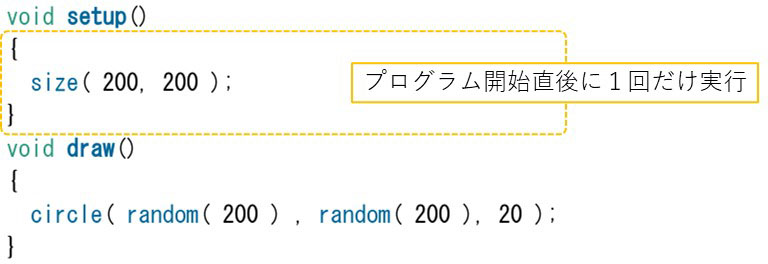 void setup()
{
size( 200, 200 );
プログラム開始直後に１回だけ実行
}
void draw()
{
circle( random( 200 ) , random( 200 ), 20 );
}